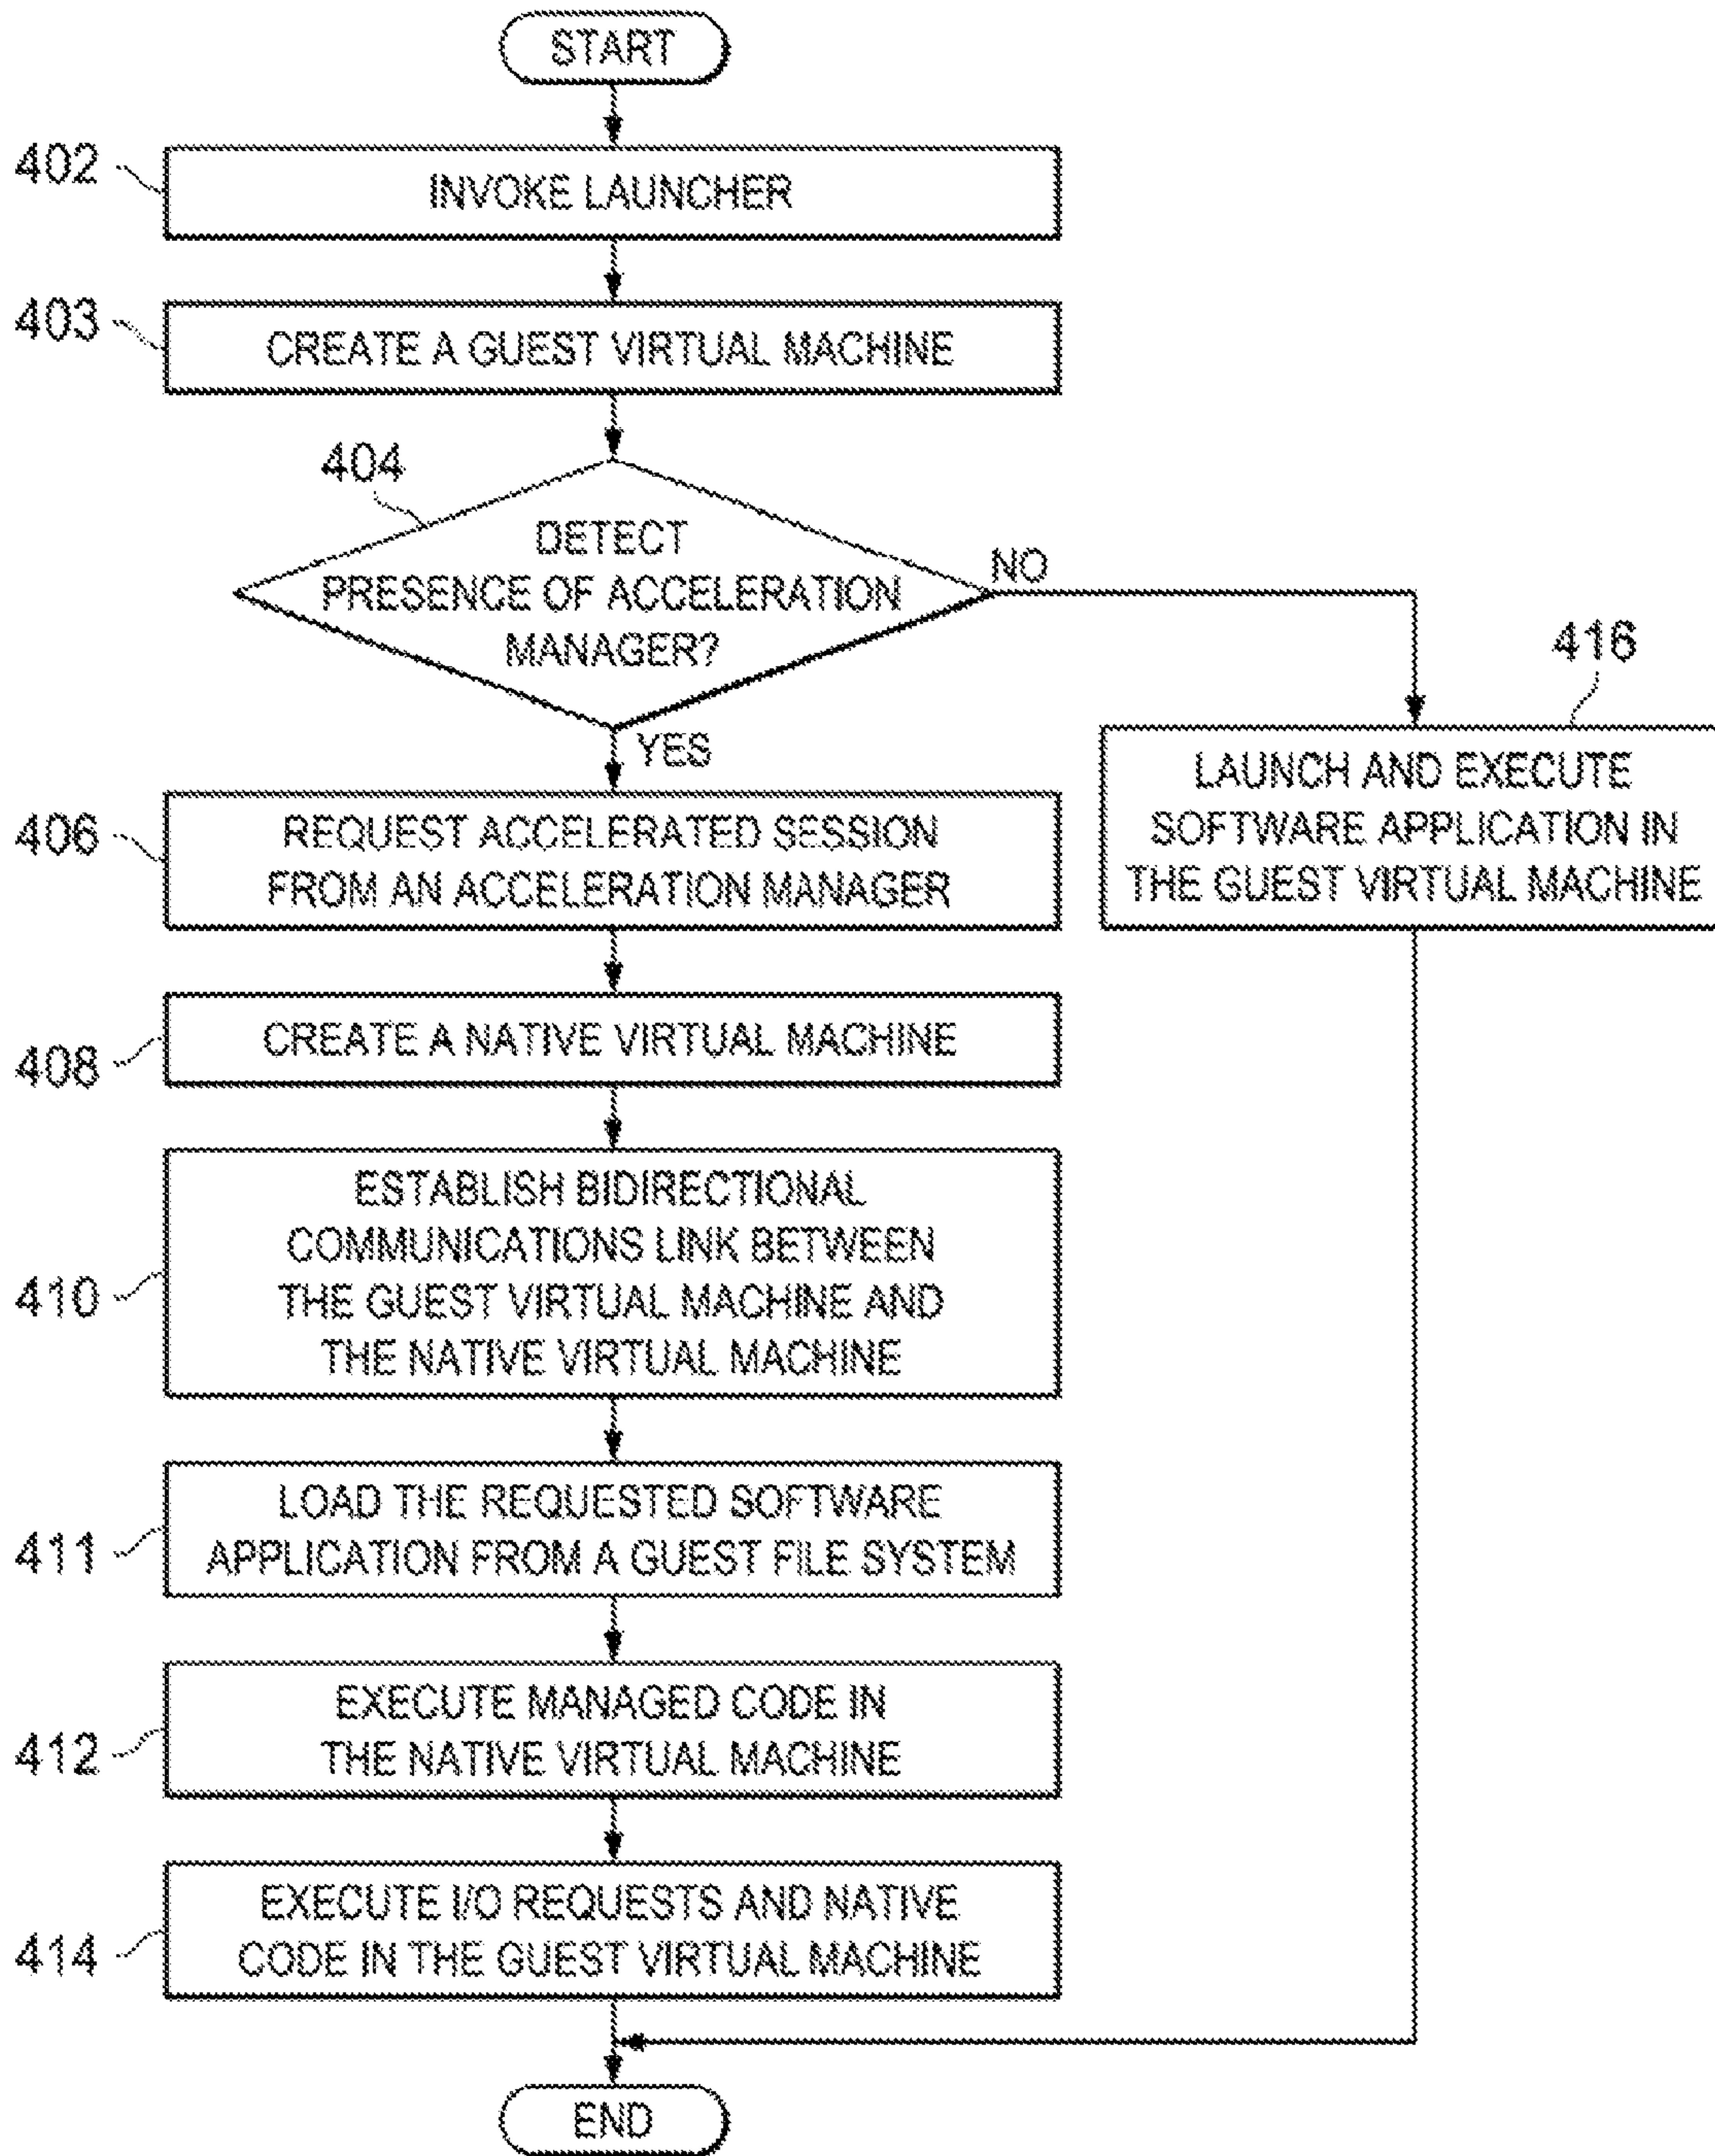 START
402
INVOKE LAUNCHER
403
CREATE A GUEST VIRTUAL MACHINE
404
DETECT
PRESENCE OF ACCELERATION
MANAGER?
NO
YES
416
LAUNCH AND EXECUTE
SOFTWARE APPLICATION IN
THE GUEST VIRTUAL MACHINE
406
REQUEST ACCELERATED SESSION
FROM AN ACCELERATION MANAGER
408
CREATE A NATIVE VIRTUAL MACHINE
410
ESTABLISH BIDIRECTIONAL
COMMUNICATIONS LINK BETWEEN
THE GUEST VIRTUAL MACHINE AND
THE NATIVE VIRTUAL MACHINE
411
LOAD THE REQUESTED SOFTWARE
APPLICATION FROM A GUEST FILE SYSTEM
412
EXECUTE MANAGED CODE IN
THE NATIVE VIRTUAL MACHINE
414
EXECUTE I/O REQUESTS AND NATIVE
CODE IN THE GUEST VIRTUAL MACHINE
END